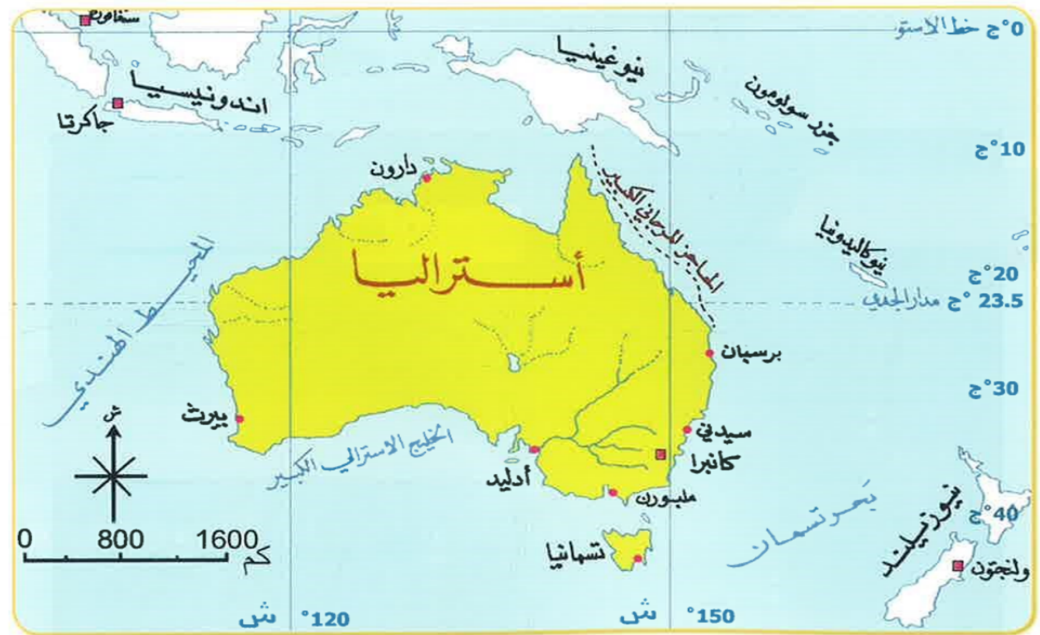 سنغافورة
0°ج خط الاستو
اندونيسيا
جاكرتا
نيوغينيا
جزر سولومون
10°ج
دارون
الحاجز المرجاني الكبير
أستراليا
نيوكاليدونيا
20°ج
23.5°ج مدار الجدي
المحيط الهندي
برسبان
30°ج
ش
بيرث
الخليج الاسترالي الكبير
أدليد
سيدني
كانبرا
ملبورن
بحر تسمان
نيوزيلند
40°ج
0 800 1600
كم
تسمانيا
ولنجتون
120° ش
150° ش